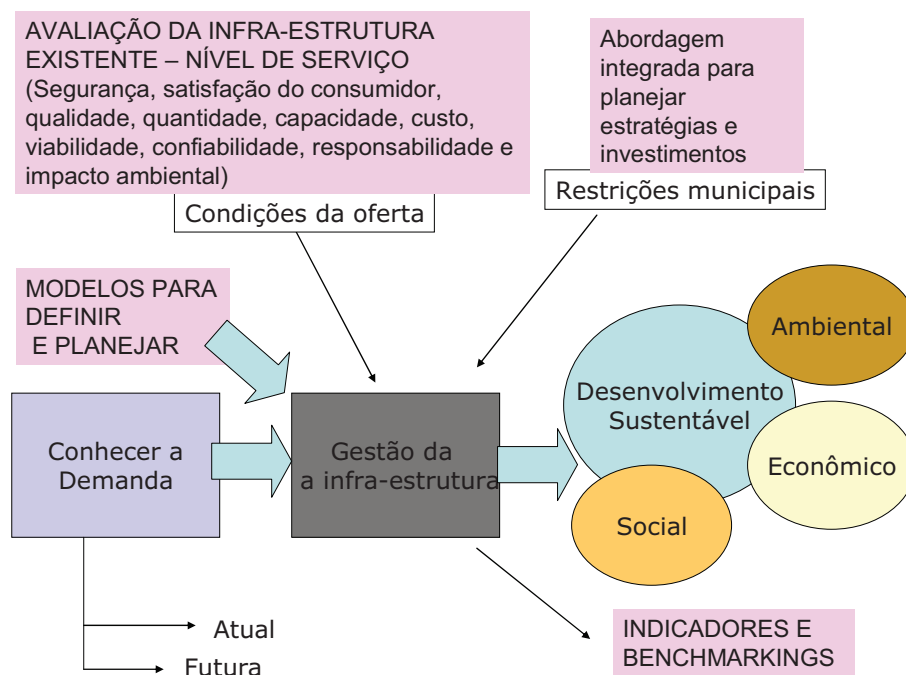 AVALIAÇÃO DA INFRA-ESTRUTURA
EXISTENTE – NÍVEL DE SERVIÇO
(Segurança, satisfação do consumidor,
qualidade, quantidade, capacidade, custo,
viabilidade, confiabilidade, responsabilidade e
impacto ambiental)
Condições da oferta
Abordagem
integrada para
planejar
estratégias e
investimentos
Restrições municipais
MODELOS PARA
DEFINIR
E PLANEJAR
Conhecer a
Demanda
Gestão da
a infra-estrutura
Desenvolvimento
Sustentável
Ambiental
Econômico
Social
Atual
Futura
INDICADORES E
BENCHMARKINGS